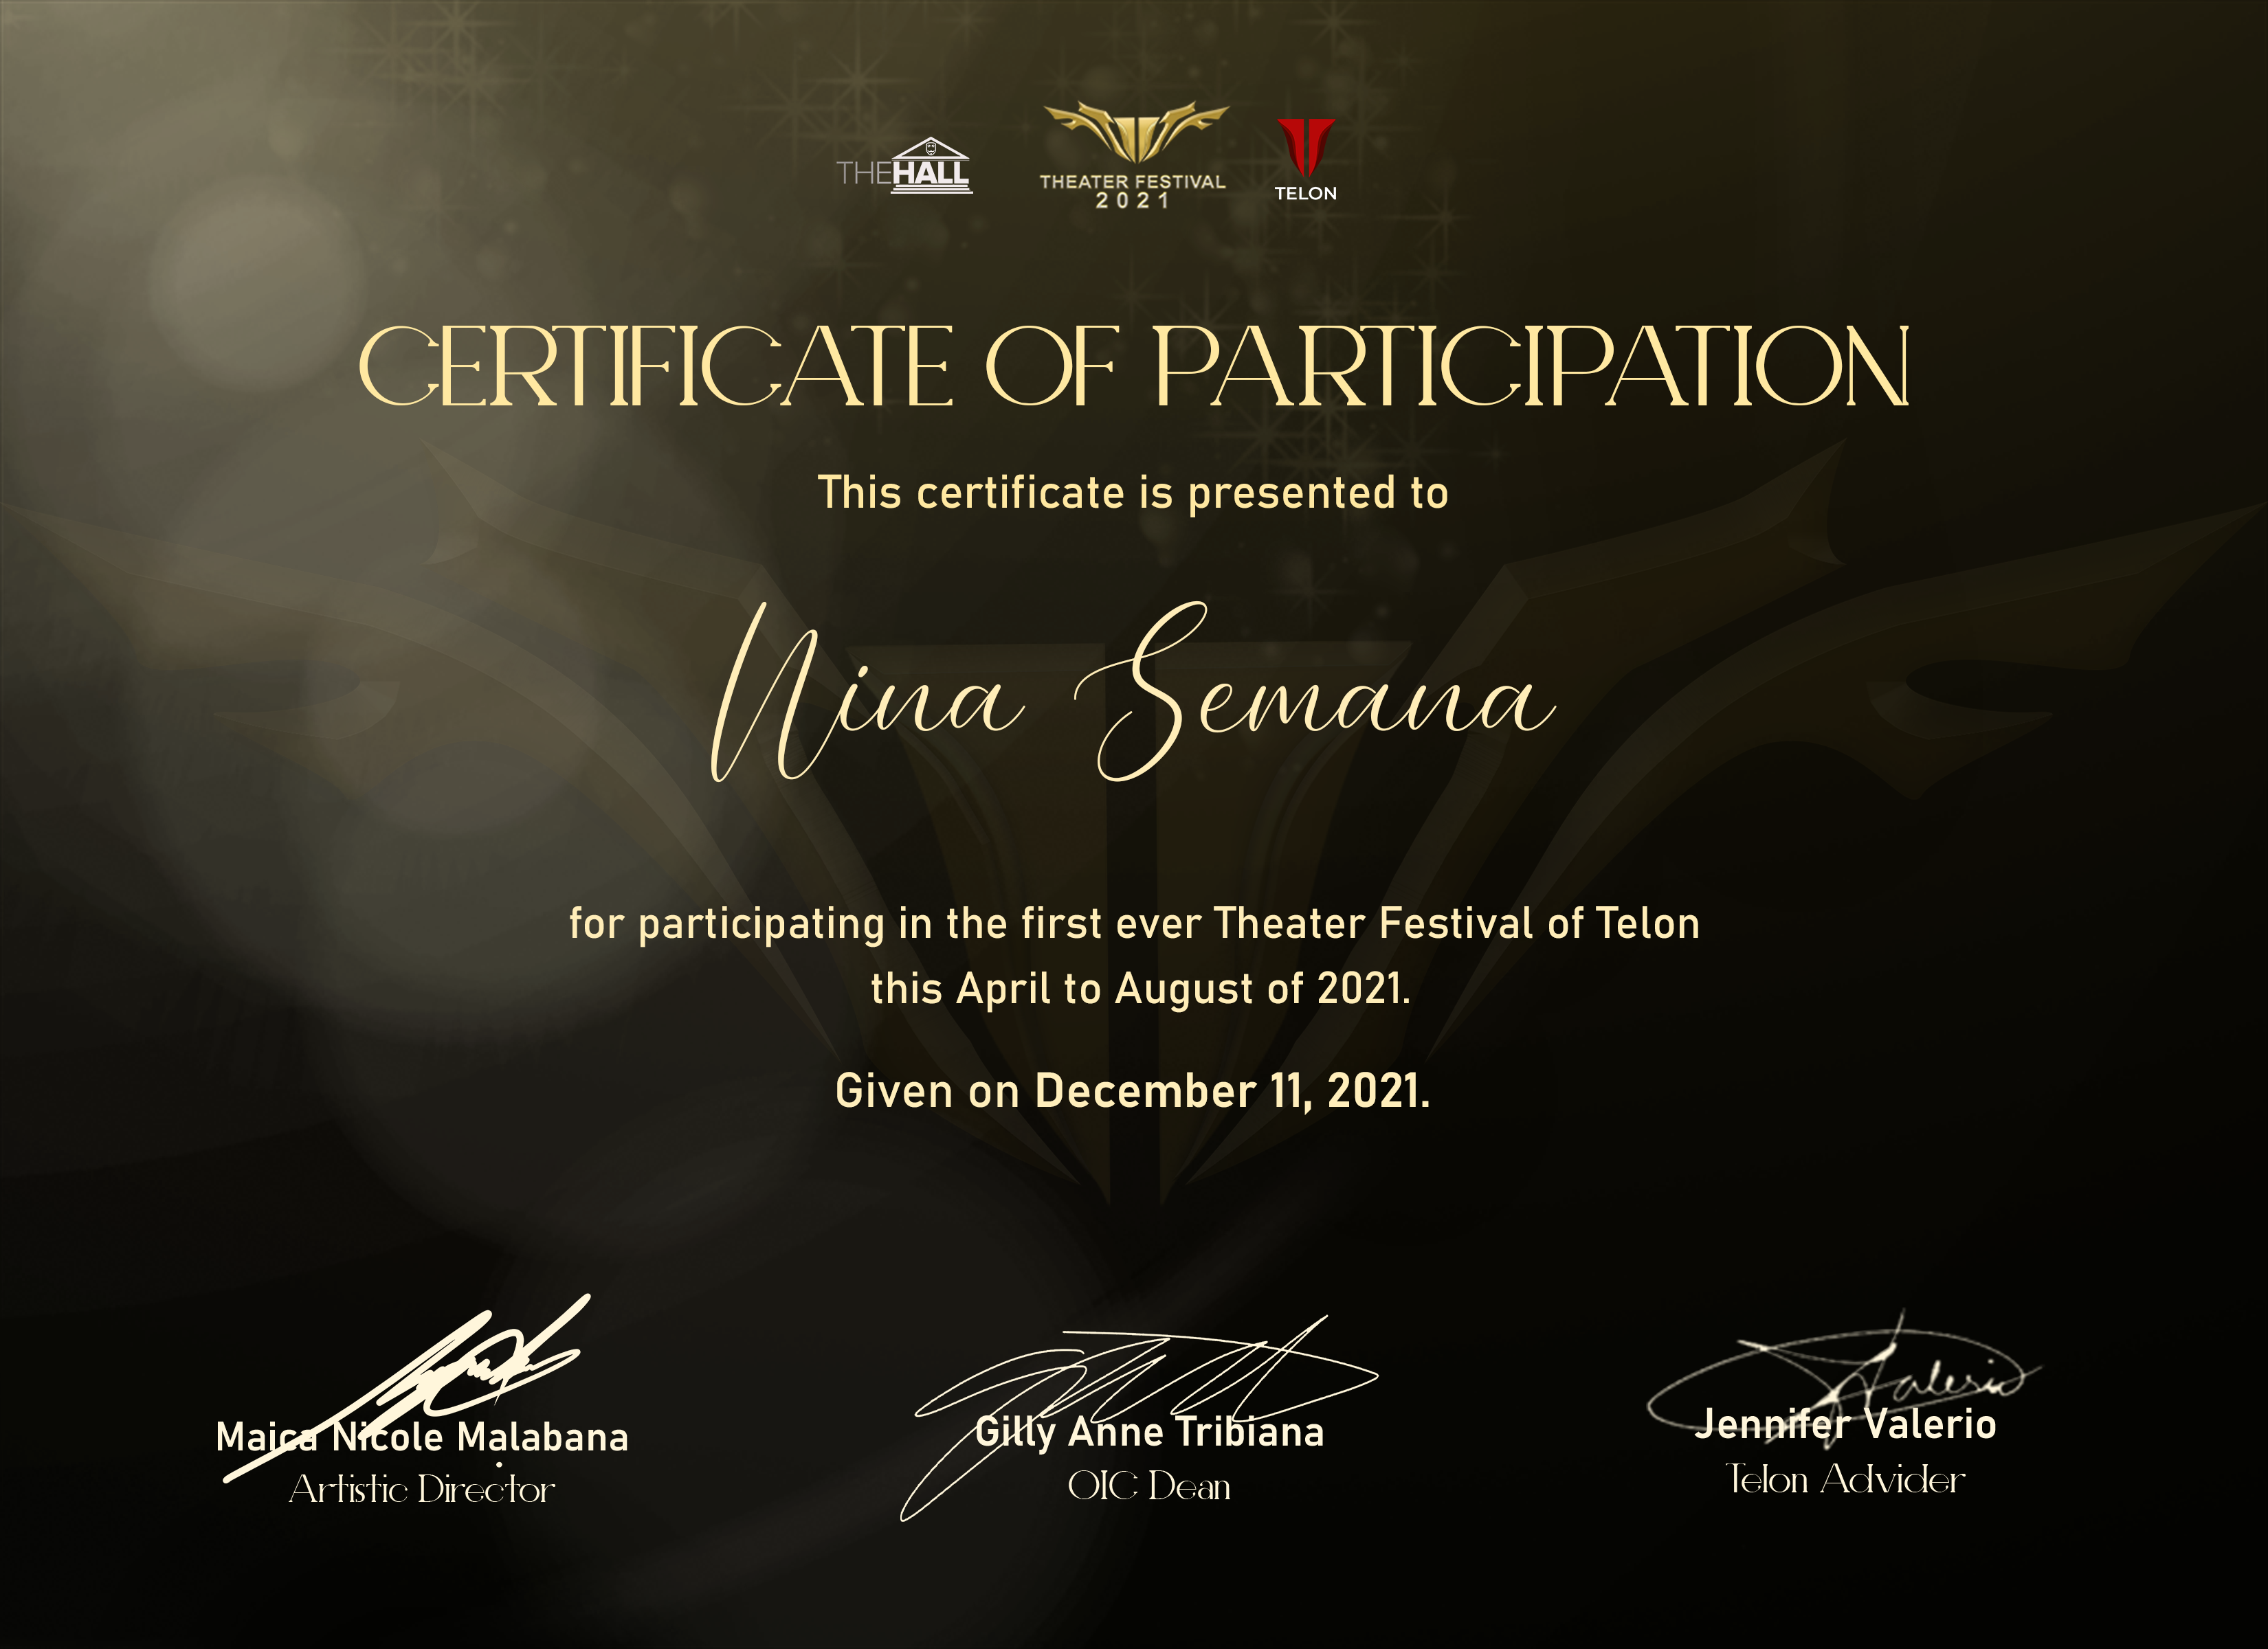 THEHALL
THEATER FESTIVAL
2021
TELON
CERTIFICATE OF PARTICIPATION
This certificate is presented to
Nina Semana
for participating in the first ever Theater Festival of Telon
this April to August of 2021.
Given on December 11, 2021.
Maica Nicole Malabana
Artistic Director
Gilly Anne Tribiana
OIC Dean
Valerio
Jennifer Valerio
Telon Advider